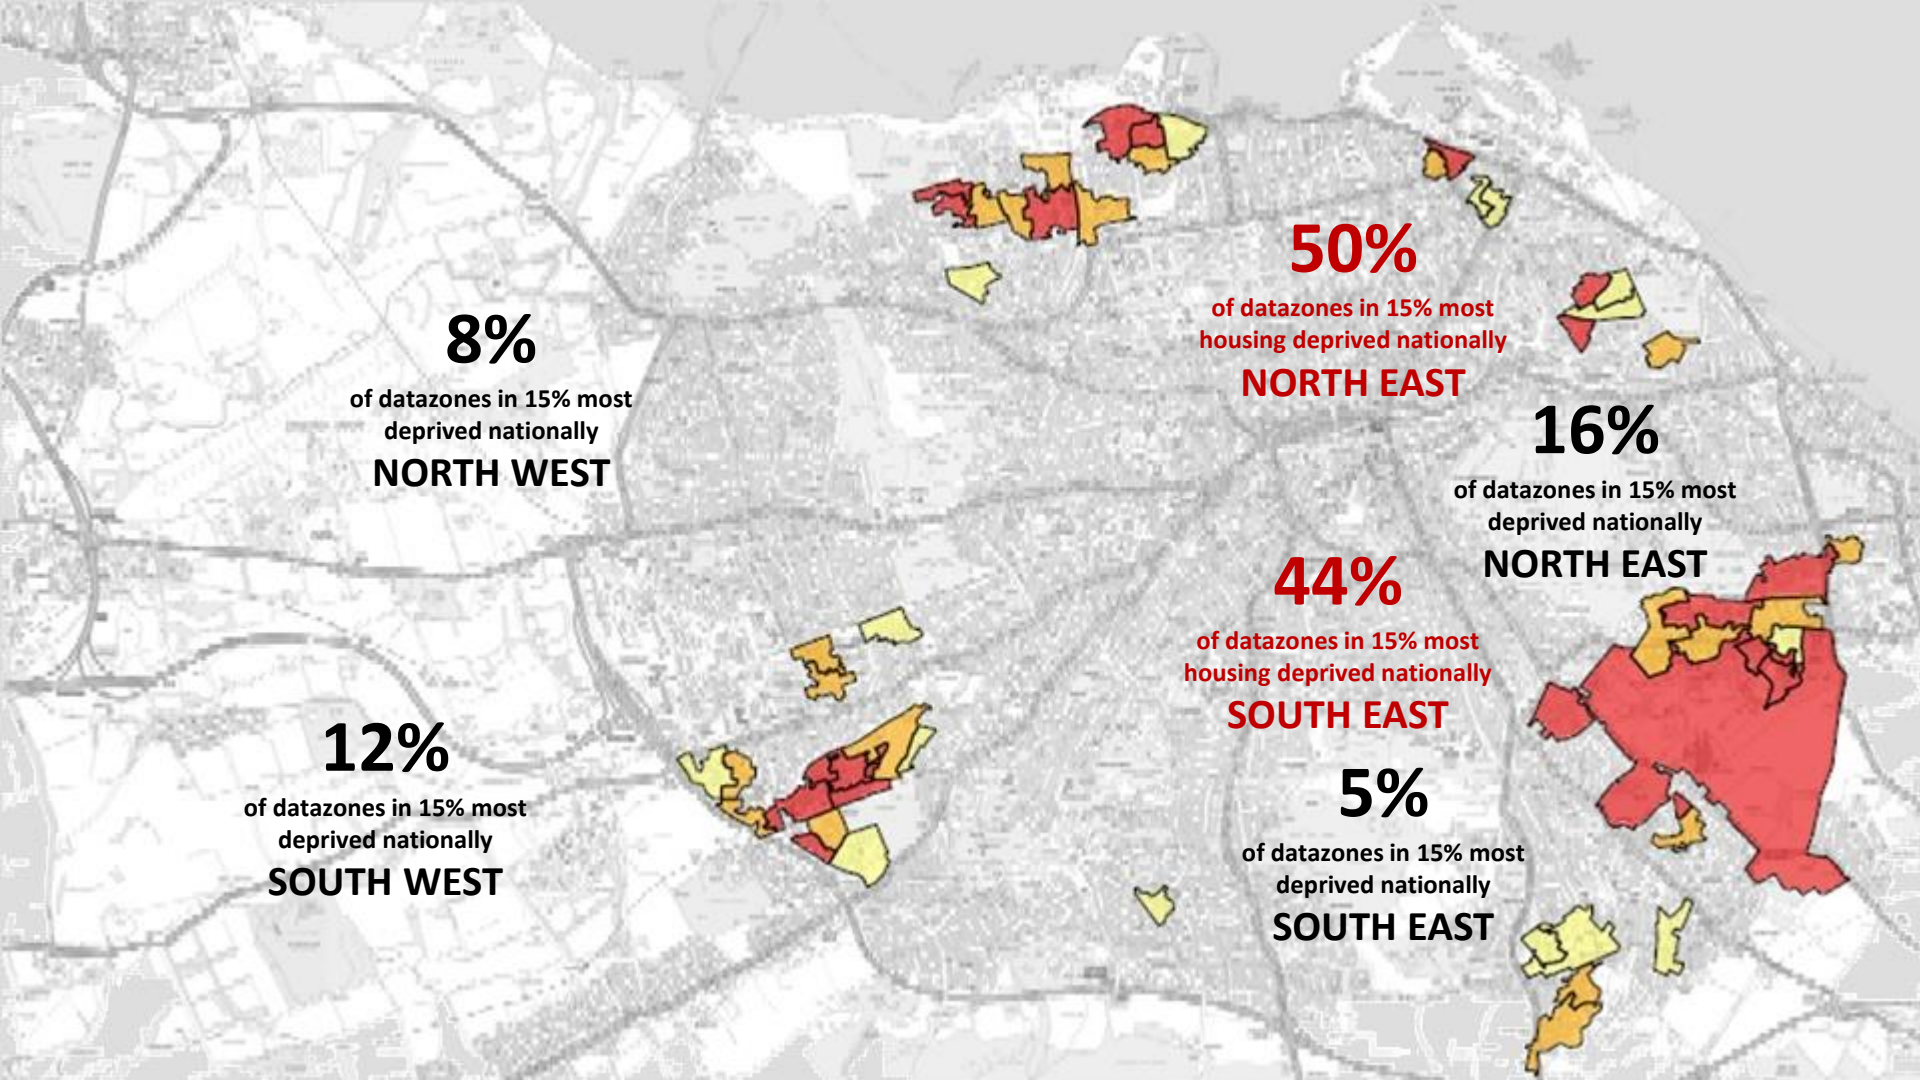 50%
of datazones in 15% most
housing deprived nationally
NORTH EAST
8%
of datazones in 15% most
deprived nationally
NORTH WEST
16%
of datazones in 15% most
deprived nationally
NORTH EAST
44%
of datazones in 15% most
housing deprived nationally
SOUTH EAST
12%
of datazones in 15% most
deprived nationally
SOUTH WEST
5%
of datazones in 15% most
deprived nationally
SOUTH EAST